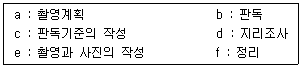 a : 촬영계획 b : 판독
c : 판독기준의 작성 d : 지리조사
e : 촬영과 사진의 작성 f : 정리